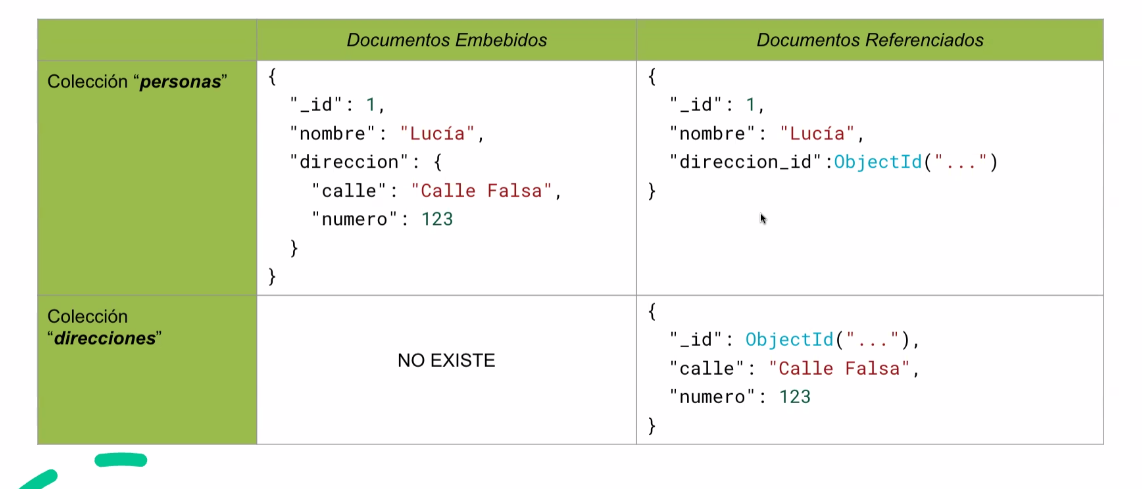 Documentos Embebidos
Documentos Referenciados
Colección “personas”
{
"_id": 1,
"nombre": "Lucía",
"direccion": {
"calle": "Calle Falsa",
"numero": 123
}
}
{
"_id": 1,
"nombre": "Lucía",
"direccion_id":ObjectId("...")
}
Colección
“direcciones”
NO EXISTE
{
"_id": ObjectId("..."),
"calle": "Calle Falsa",
"numero": 123
}